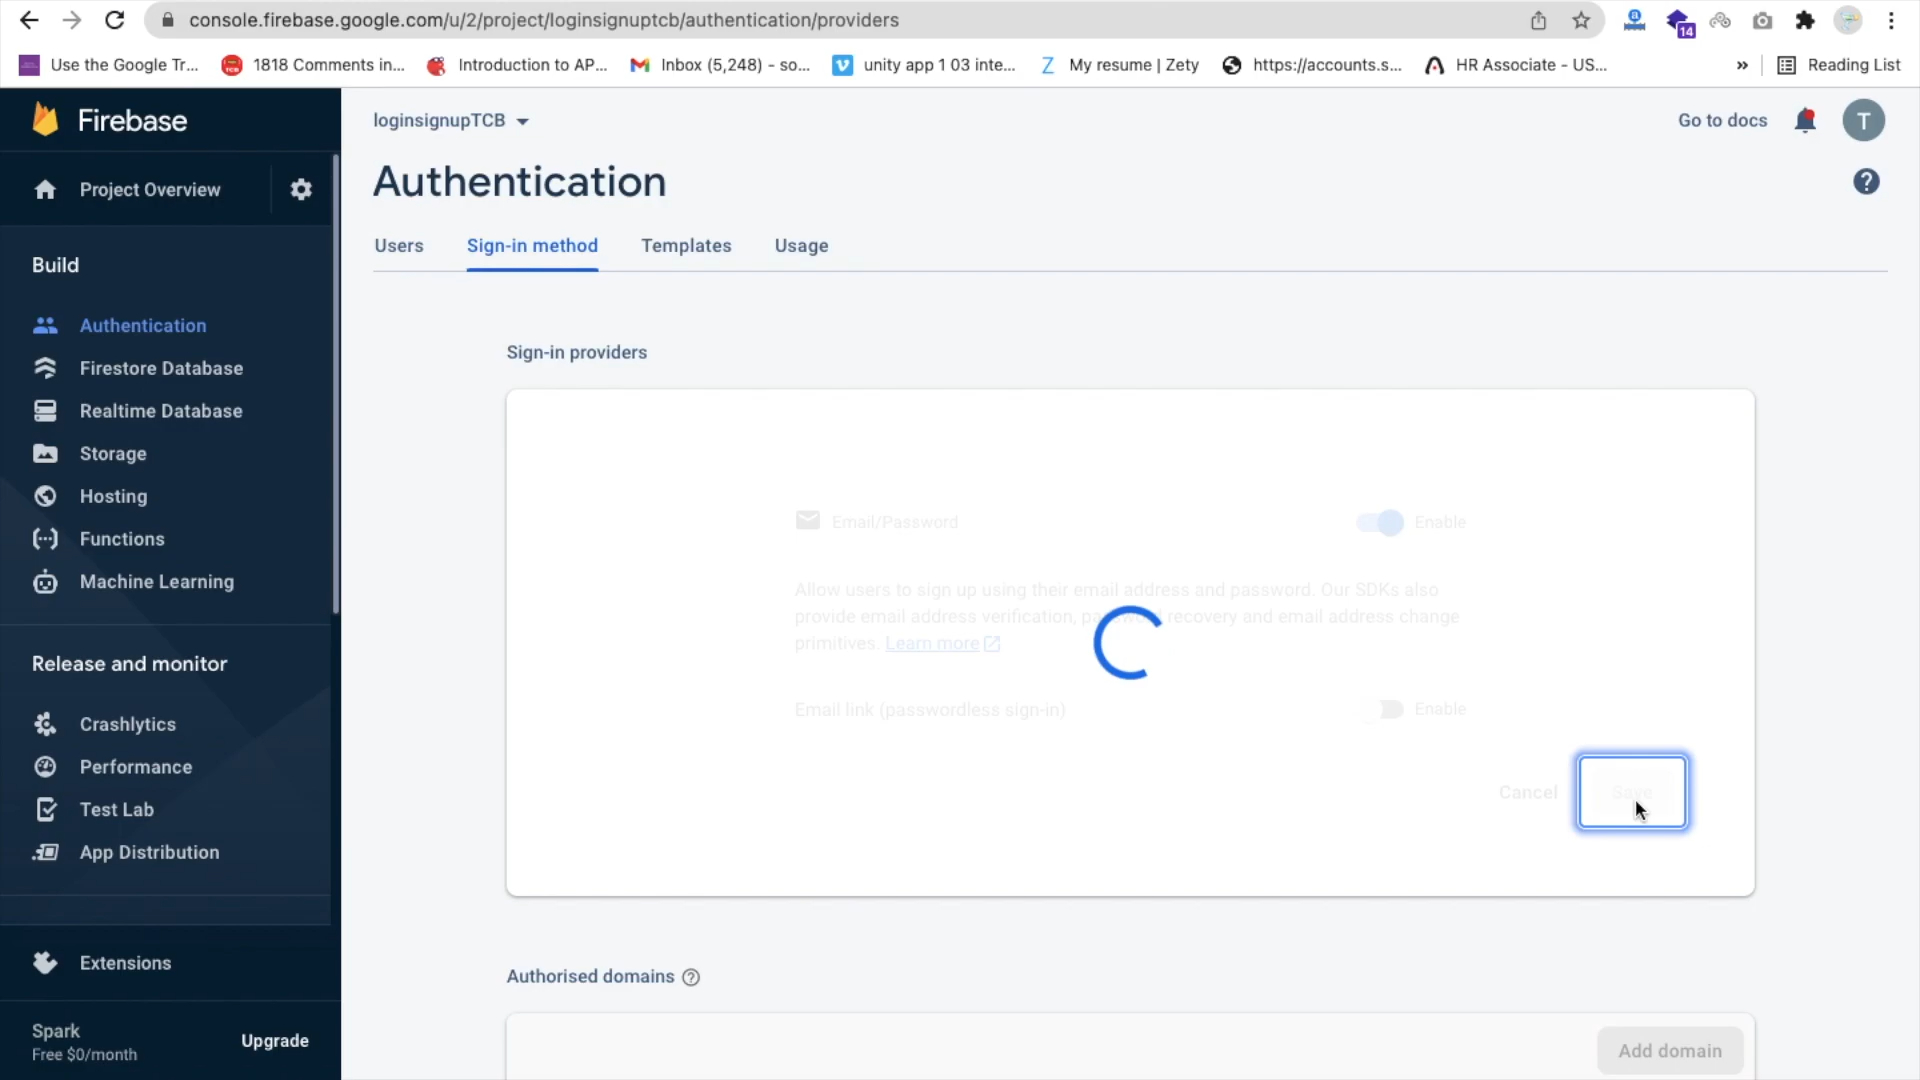 console.firebase.google.com/u/2/project/loginsignuptcb/authentication/providers
14
Use the Google Tr...
1818 Comments in...
Introduction to AP...
Inbox (5,248) - so...
unity app 1 03 inte...
My resume | Zety
https://accounts.s...
HR Associate - US...
»
Reading List
Firebase
loginsignupTCB
Go to docs
T
Project Overview
Authentication
Users
Sign-in method
Templates
Usage
Build
Authentication
Firestore Database
Realtime Database
Storage
Hosting
Functions
Machine Learning
Release and monitor
Crashlytics
Performance
Test Lab
App Distribution
Extensions
Spark
Free $0/month
Upgrade
Sign-in providers
Email/Password
Enable
Allow users to sign up using their email address and password. Our SDKs also
provide email address verification, password recovery and email address change
primitives. Learn more
Email link (passwordless sign-in)
Enable
Cancel
Save
Authorised domains
Add domain